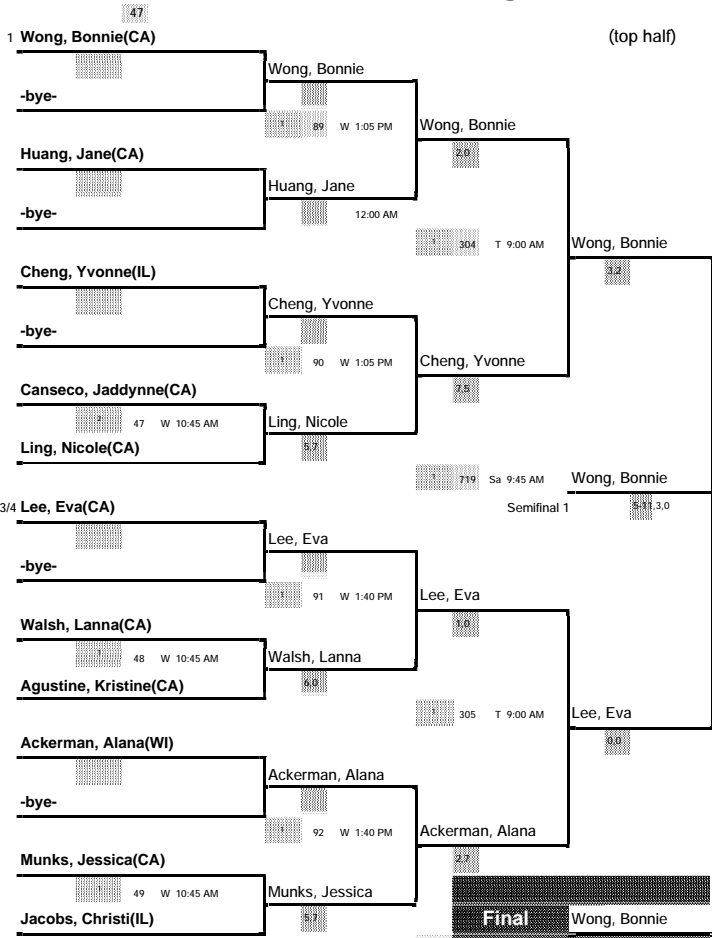 47
1 Wong, Bonnie(CA) (top half)
Wong, Bonnie
-bye-
1 89 W 1:05 PM Wong, Bonnie
Huang, Jane(CA) 2,0
Huang, Jane
-bye- 12:00 AM
1 304 T 9:00 AM Wong, Bonnie
Cheng, Yvonne(IL) 3,2
Cheng, Yvonne
-bye-
1 90 W 1:05 PM Cheng, Yvonne
Canseco, Jaddynne(CA) 7,5
2 47 W 10:45 AM Ling, Nicole
Ling, Nicole(CA) 5,7
1 719 Sa 9:45 AM Wong, Bonnie
3/4 Lee, Eva(CA) Semifinal 1 5-11,3,0
Lee, Eva
-bye-
1 91 W 1:40 PM Lee, Eva
Walsh, Lanna(CA) 1,0
1 48 W 10:45 AM Walsh, Lanna
Agustine, Kristine(CA) 6,0
1 305 T 9:00 AM Lee, Eva
Ackerman, Alana(WI) 0,0
Ackerman, Alana
-bye-
1 92 W 1:40 PM Ackerman, Alana
Munks, Jessica(CA) 2,7
1 49 W 10:45 AM Munks, Jessica
Jacobs, Christi(IL) 5,7 Final Wong, Bonnie